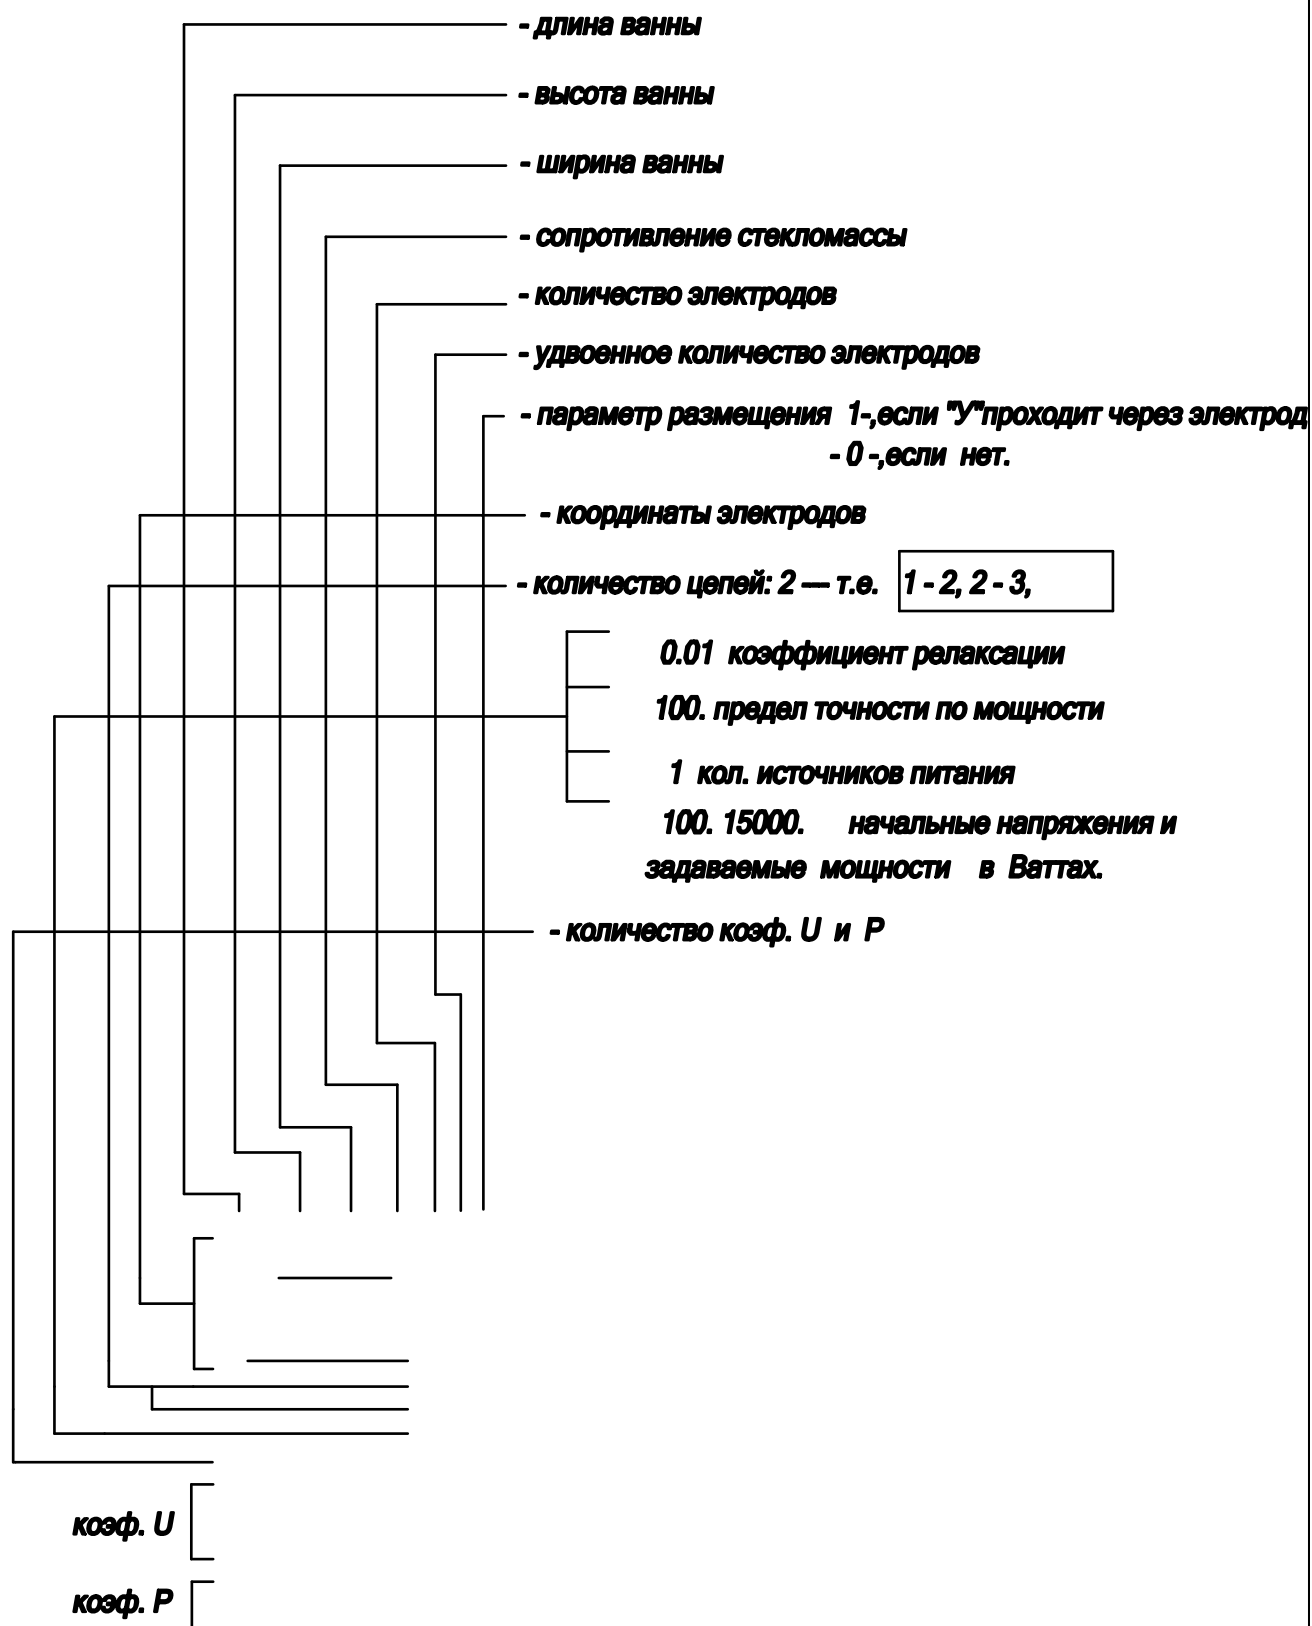 - длина ванны
- высота ванны
- ширина ванны
- сопротивление стекломассы
- количество электродов
- удвоенное количество электродов
- параметр размещения 1-,если "У"проходит через электрод
- 0 -,если нет.
- координаты электродов
- количество цепей: 2 — т.е. 1 - 2, 2 - 3,
0.01 коэффициент релаксации
100. предел точности по мощности
1 кол. источников питания
100. 15000. начальные напряжения и
задаваемые мощности в Ваттах.
- количество коэф. U и P
коэф. U
коэф. P